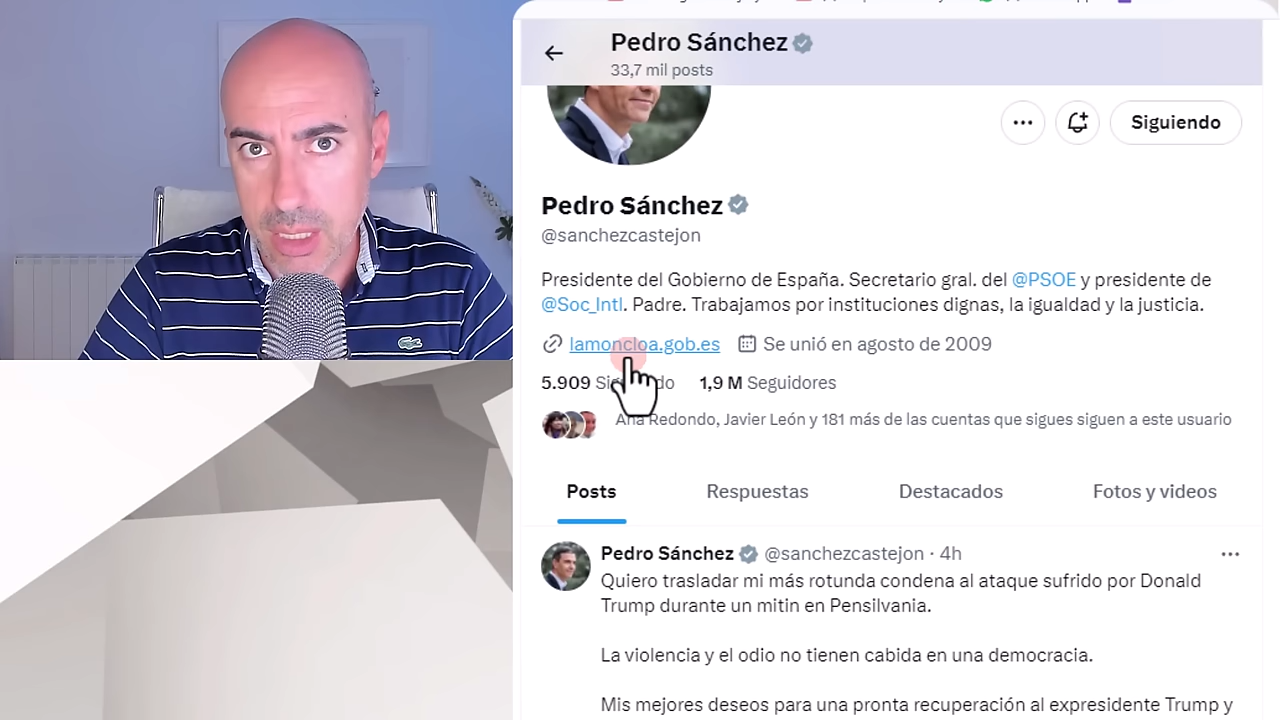 Pedro Sánchez
33,7 mil posts
Siguiendo
Pedro Sánchez
@sanchezcastejon
Presidente del Gobierno de España. Secretario gral. del @PSOE y presidente de
@Soc_Intl. Padre. Trabajamos por instituciones dignas, la igualdad y la justicia.
lamoncloa.gob.es Se unió en agosto de 2009
5.909 1,9 M Seguidores
Ana Redondo, Javier León y 181 más de las cuentas que sigues siguen a este usuario
Posts Respuestas Destacados Fotos y videos
Pedro Sánchez @sanchezcastejon · 4h
Quiero trasladar mi más rotunda condena al ataque sufrido por Donald
Trump durante un mitin en Pensilvania.
La violencia y el odio no tienen cabida en una democracia.
Mis mejores deseos para una pronta recuperación al expresidente Trump y